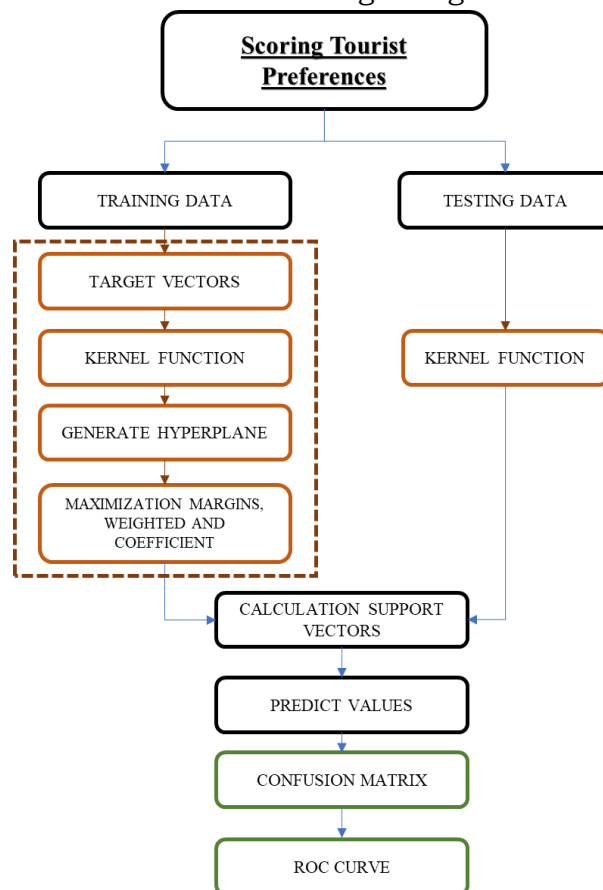 Scoring Tourist
Preferences
TRAINING DATA
TESTING DATA
TARGET VECTORS
KERNEL FUNCTION
KERNEL FUNCTION
GENERATE HYPERPLANE
MAXIMIZATION MARGINS,
WEIGHTED AND
COEFFICIENT
CALCULATION SUPPORT
VECTORS
PREDICT VALUES
CONFUSION MATRIX
ROC CURVE